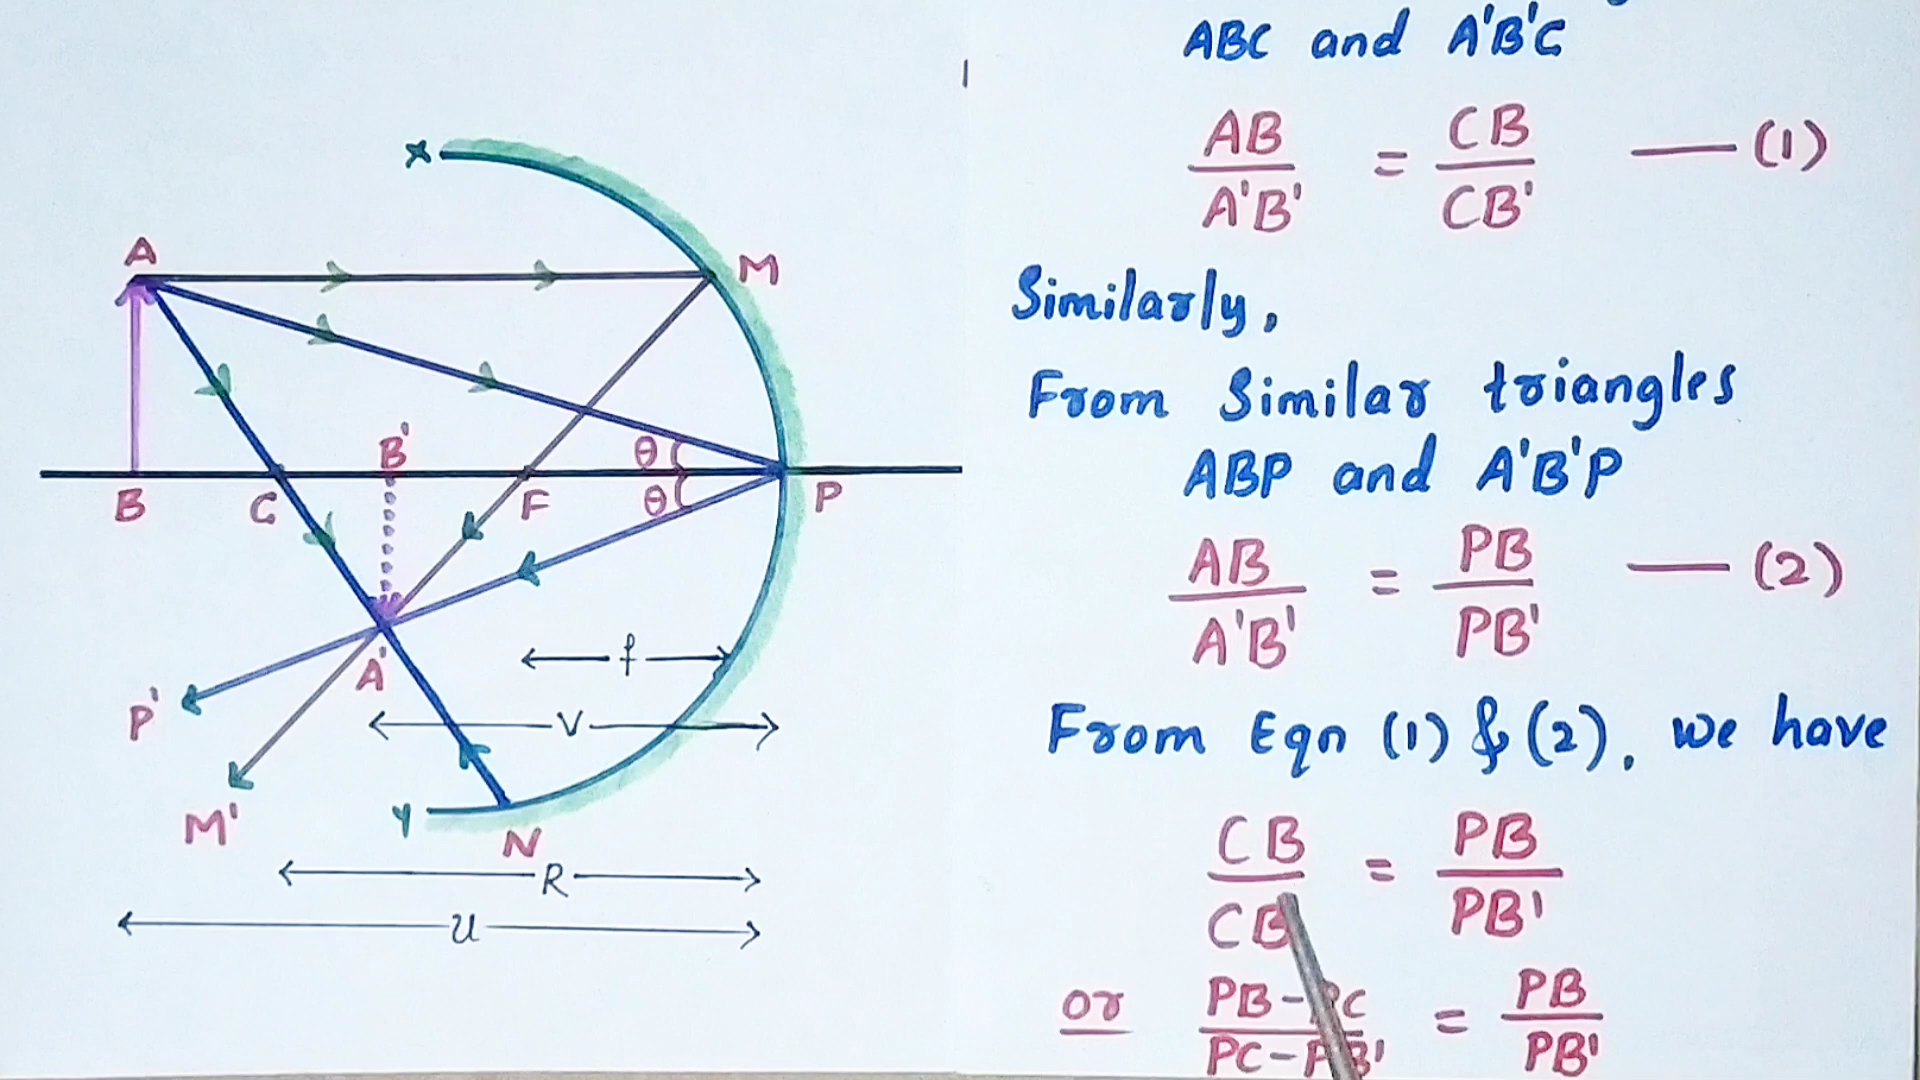 x
A
M
θ
B'
B
C
F
θ
P
f
A'
P'
V
M'
Y
N
R
u
ABC and A'B'C
AB/A'B' = CB/CB' — (1)
Similarly,
From Similar triangles
ABP and A'B'P
AB/A'B' = PB/PB' — (2)
From Eqn (1) & (2), we have
CB/CB = PB/PB'
or PB-PC/PC-PB' = PB/PB'